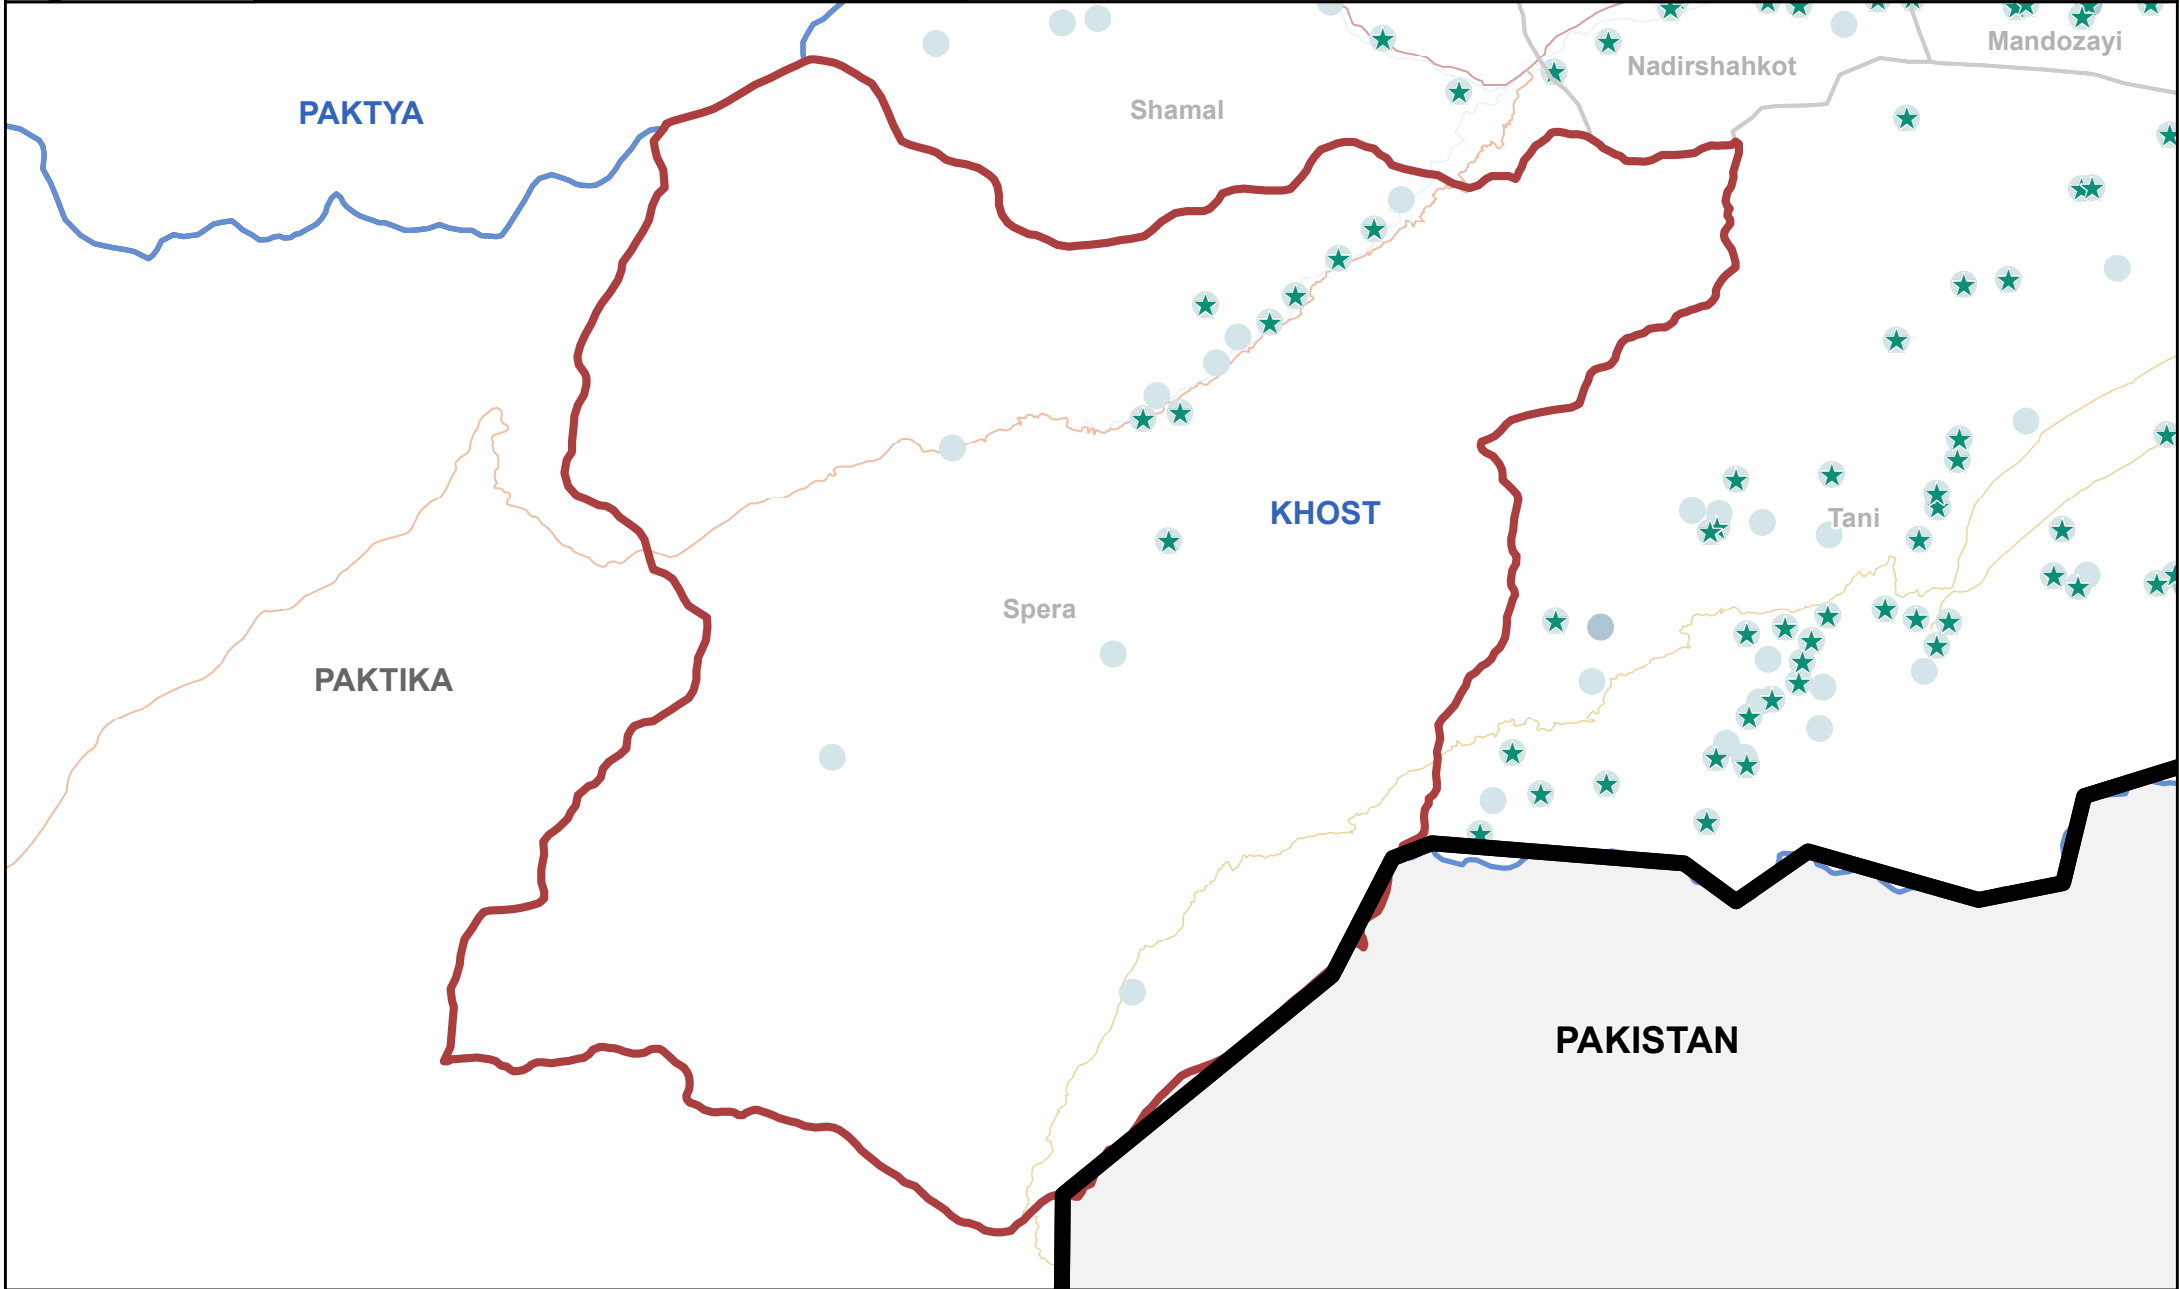 Mandozayi
Nadirshahkot
PAKTYA
Shamal
KHOST
Tani
Spera
PAKTIKA
PAKISTAN